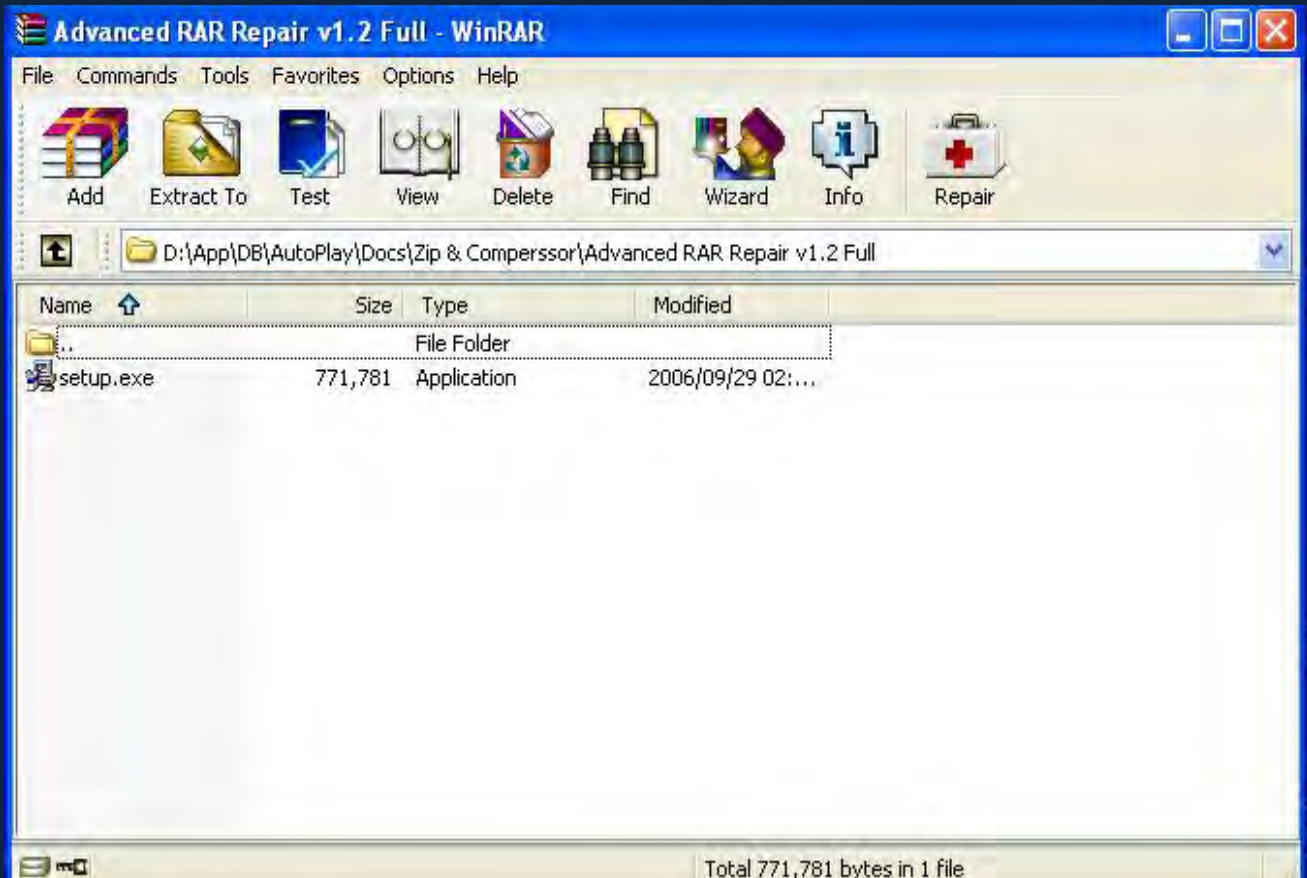 Advanced RAR Repair v1.2 Full - WinRAR
File Commands Tools Favorites Options Help
Add Extract To Test View Delete Find Wizard Info Repair
D:\App\DB\AutoPlay\Docs\Zip & Comperssor\Advanced RAR Repair v1.2 Full
Name Size Type Modified
.. File Folder
setup.exe 771,781 Application 2006/09/29 02:...
Total 771,781 bytes in 1 file